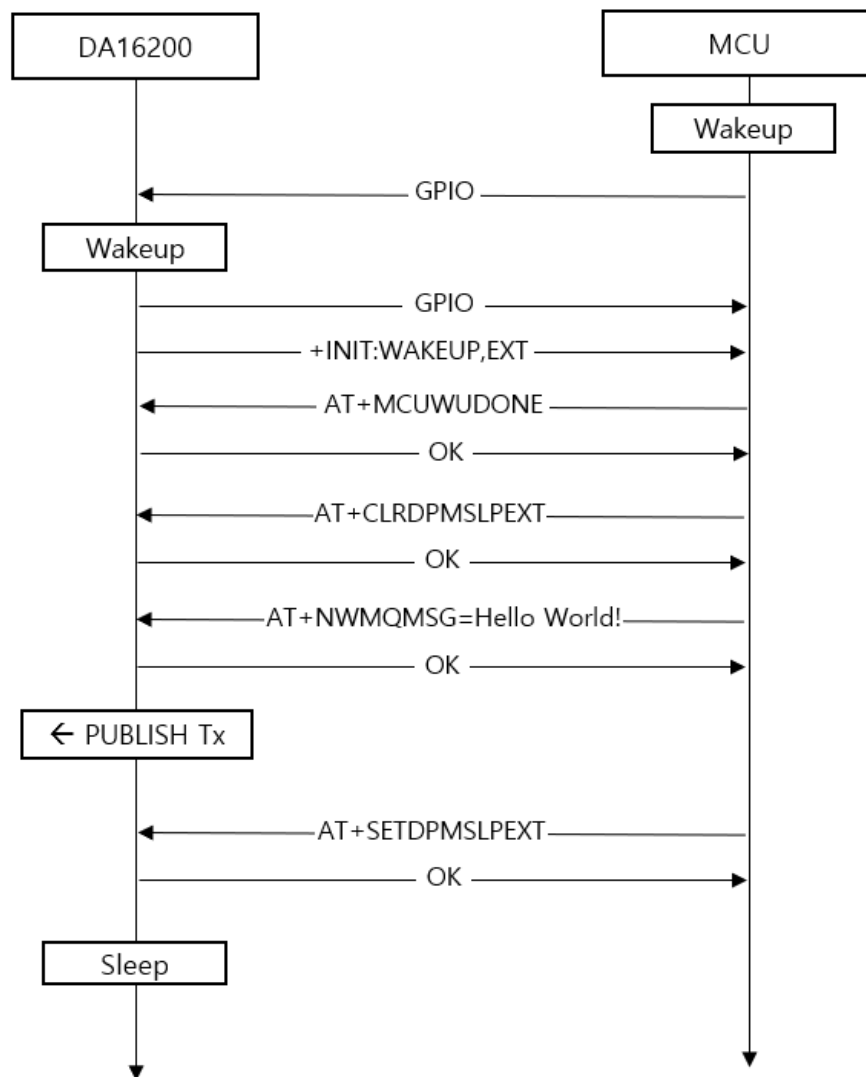 DA16200
MCU
Wakeup
GPIO
Wakeup
GPIO
+INIT:WAKEUP,EXT
AT+MCUWUDONE
OK
AT+CLRDPMSLPEXT
OK
AT+NWMQMSG=Hello World!
OK
← PUBLISH Tx
AT+SETDPMSLPEXT
OK
Sleep